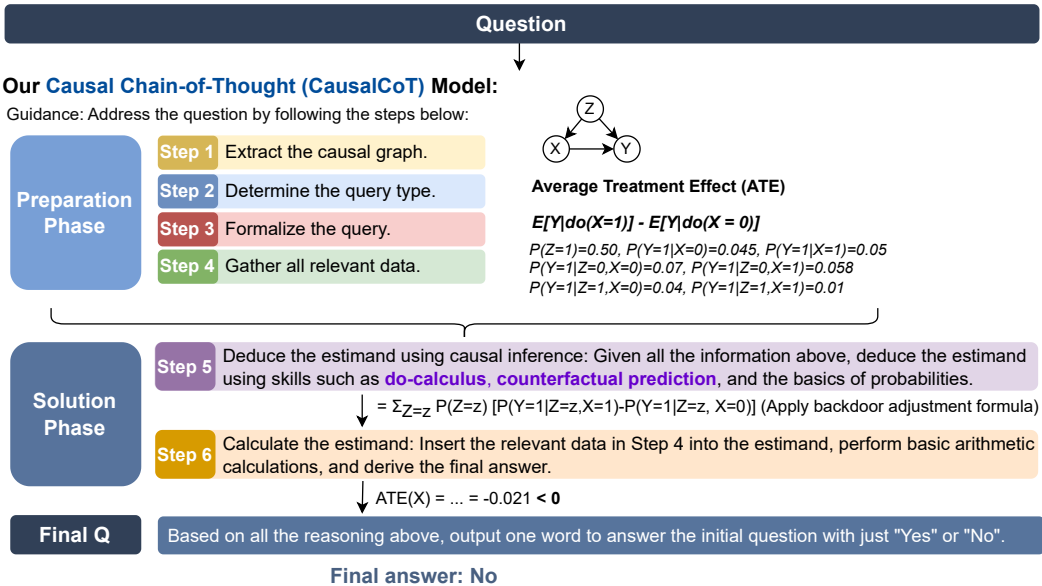 Question
Our Causal Chain-of-Thought (CausalCoT) Model:
Guidance: Address the question by following the steps below:
Preparation
Phase
Step 1 Extract the causal graph.
Step 2 Determine the query type.
Step 3 Formalize the query.
Step 4 Gather all relevant data.
Z
X
Y
Average Treatment Effect (ATE)
E[Y|do(X=1)] - E[Y|do(X = 0)]
P(Z=1)=0.50, P(Y=1|X=0)=0.045, P(Y=1|X=1)=0.05
P(Y=1|Z=0,X=0)=0.07, P(Y=1|Z=0,X=1)=0.058
P(Y=1|Z=1,X=0)=0.04, P(Y=1|Z=1,X=1)=0.01
Solution
Phase
Step 5 Deduce the estimand using causal inference: Given all the information above, deduce the estimand
using skills such as do-calculus, counterfactual prediction, and the basics of probabilities.
= Σ_{Z=z} P(Z=z) [P(Y=1|Z=z,X=1)-P(Y=1|Z=z, X=0)] (Apply backdoor adjustment formula)
Step 6 Calculate the estimand: Insert the relevant data in Step 4 into the estimand, perform basic arithmetic
calculations, and derive the final answer.
ATE(X) = ... = -0.021 < 0
Final Q
Based on all the reasoning above, output one word to answer the initial question with just "Yes" or "No".
Final answer: No